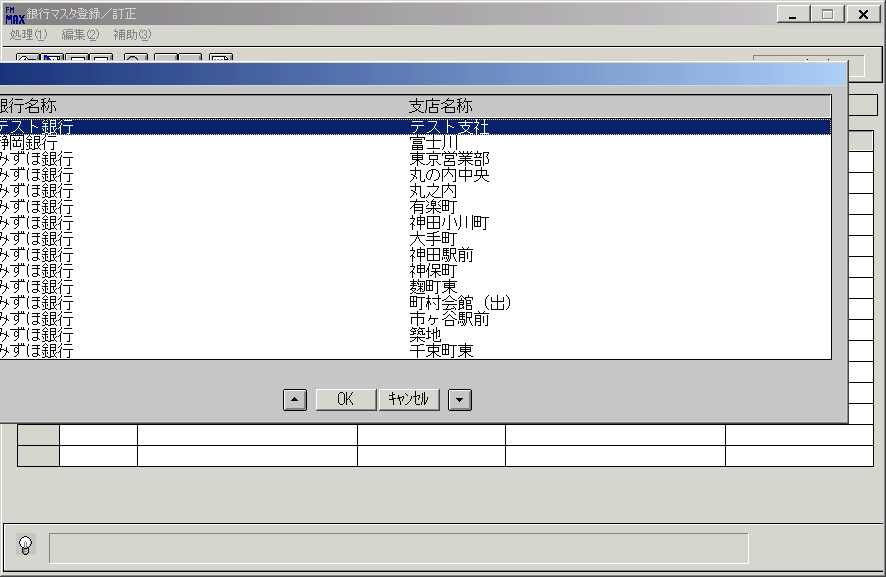 FM MAX 銀行マスタ登録／訂正
処理(1) 編集(2) 補助(3)
銀行名称 支店名称
テスト銀行 テスト支社
静岡銀行 富士川
みずほ銀行 東京営業部
みずほ銀行 丸の内中央
みずほ銀行 丸之内
みずほ銀行 有楽町
みずほ銀行 神田小川町
みずほ銀行 大手町
みずほ銀行 神田駅前
みずほ銀行 神保町
みずほ銀行 麹町東
みずほ銀行 町村会館（出）
みずほ銀行 市ヶ谷駅前
みずほ銀行 築地
みずほ銀行 千束町東
OK ｷｬﾝｾﾙ